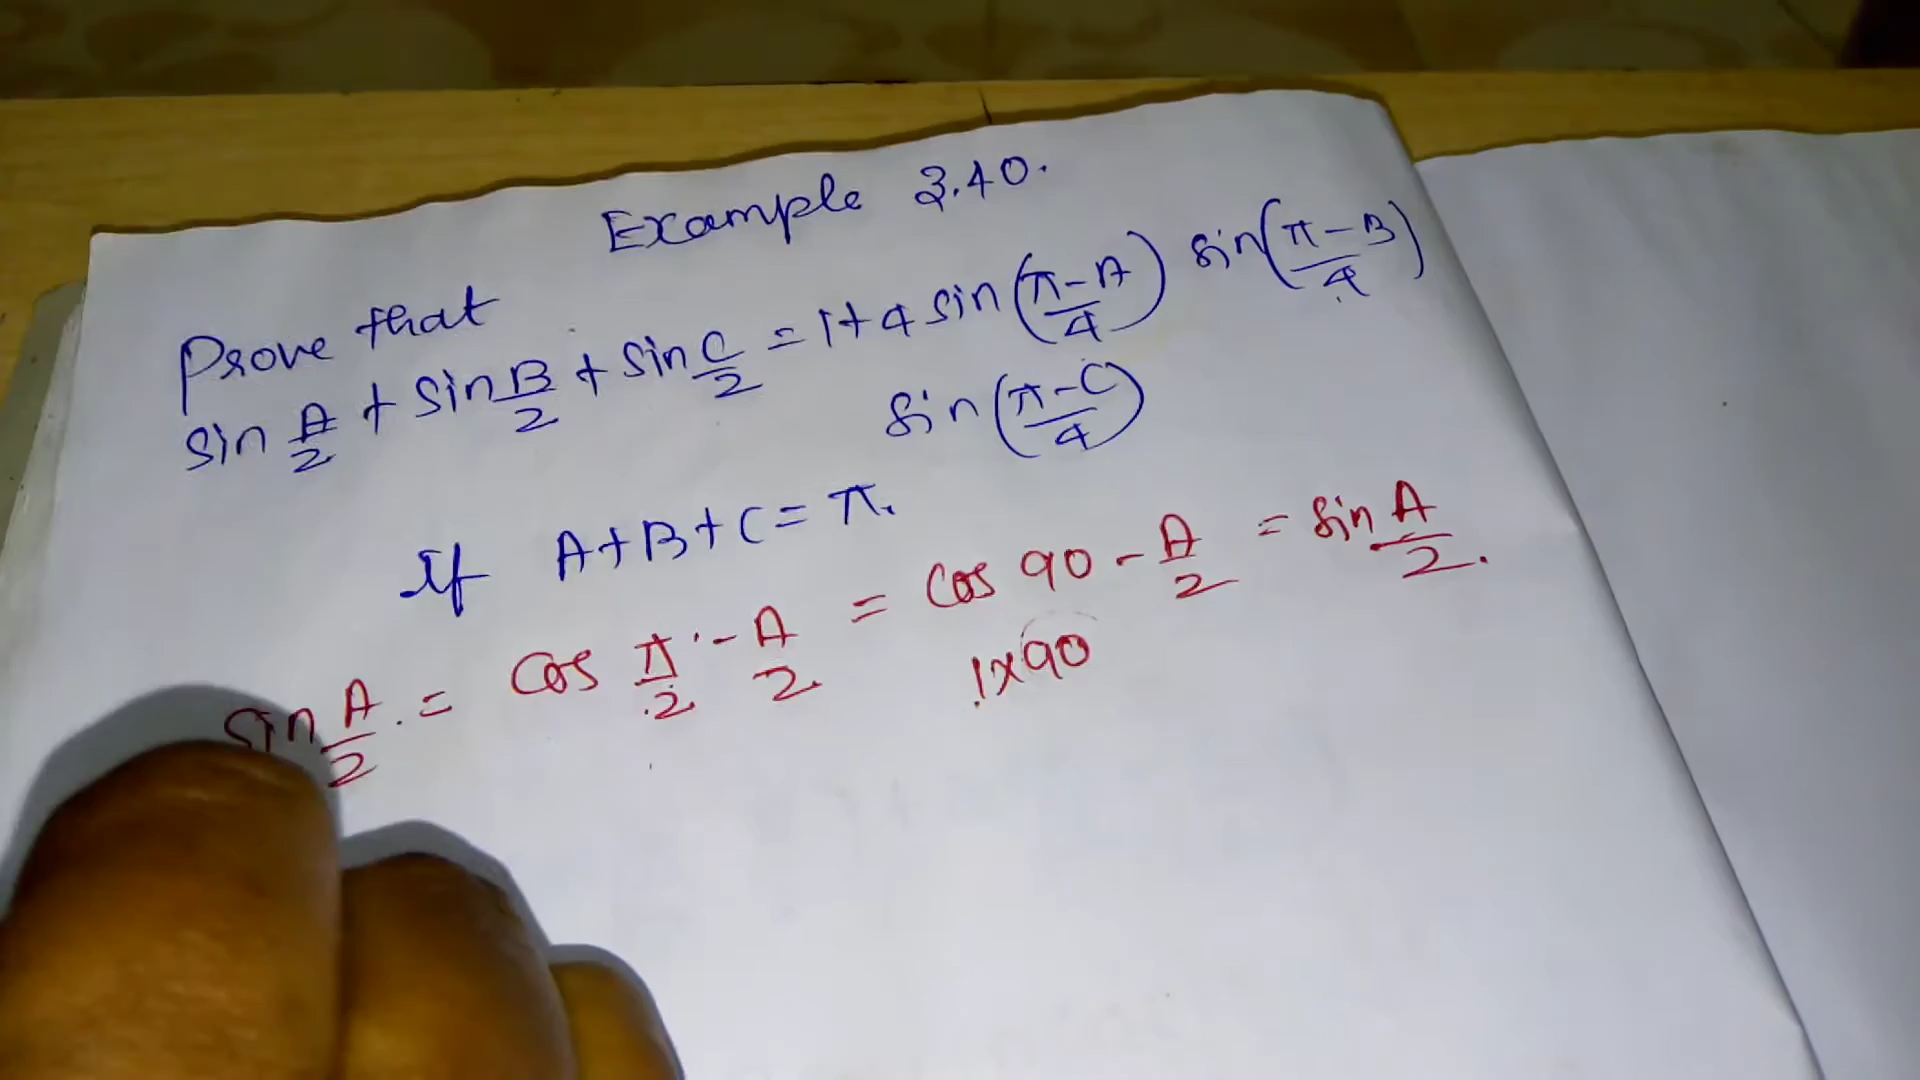 Example 3.40.
Prove that
sin A/2 + sin B/2 + sin C/2 = 1+4 sin (π-A/4) sin (π-B/4)
sin (π-C/4)
If A+B+C = π.
sin A/2 = cos π/2 - A/2 = cos 90 - A/2 = sin A/2.
1x90